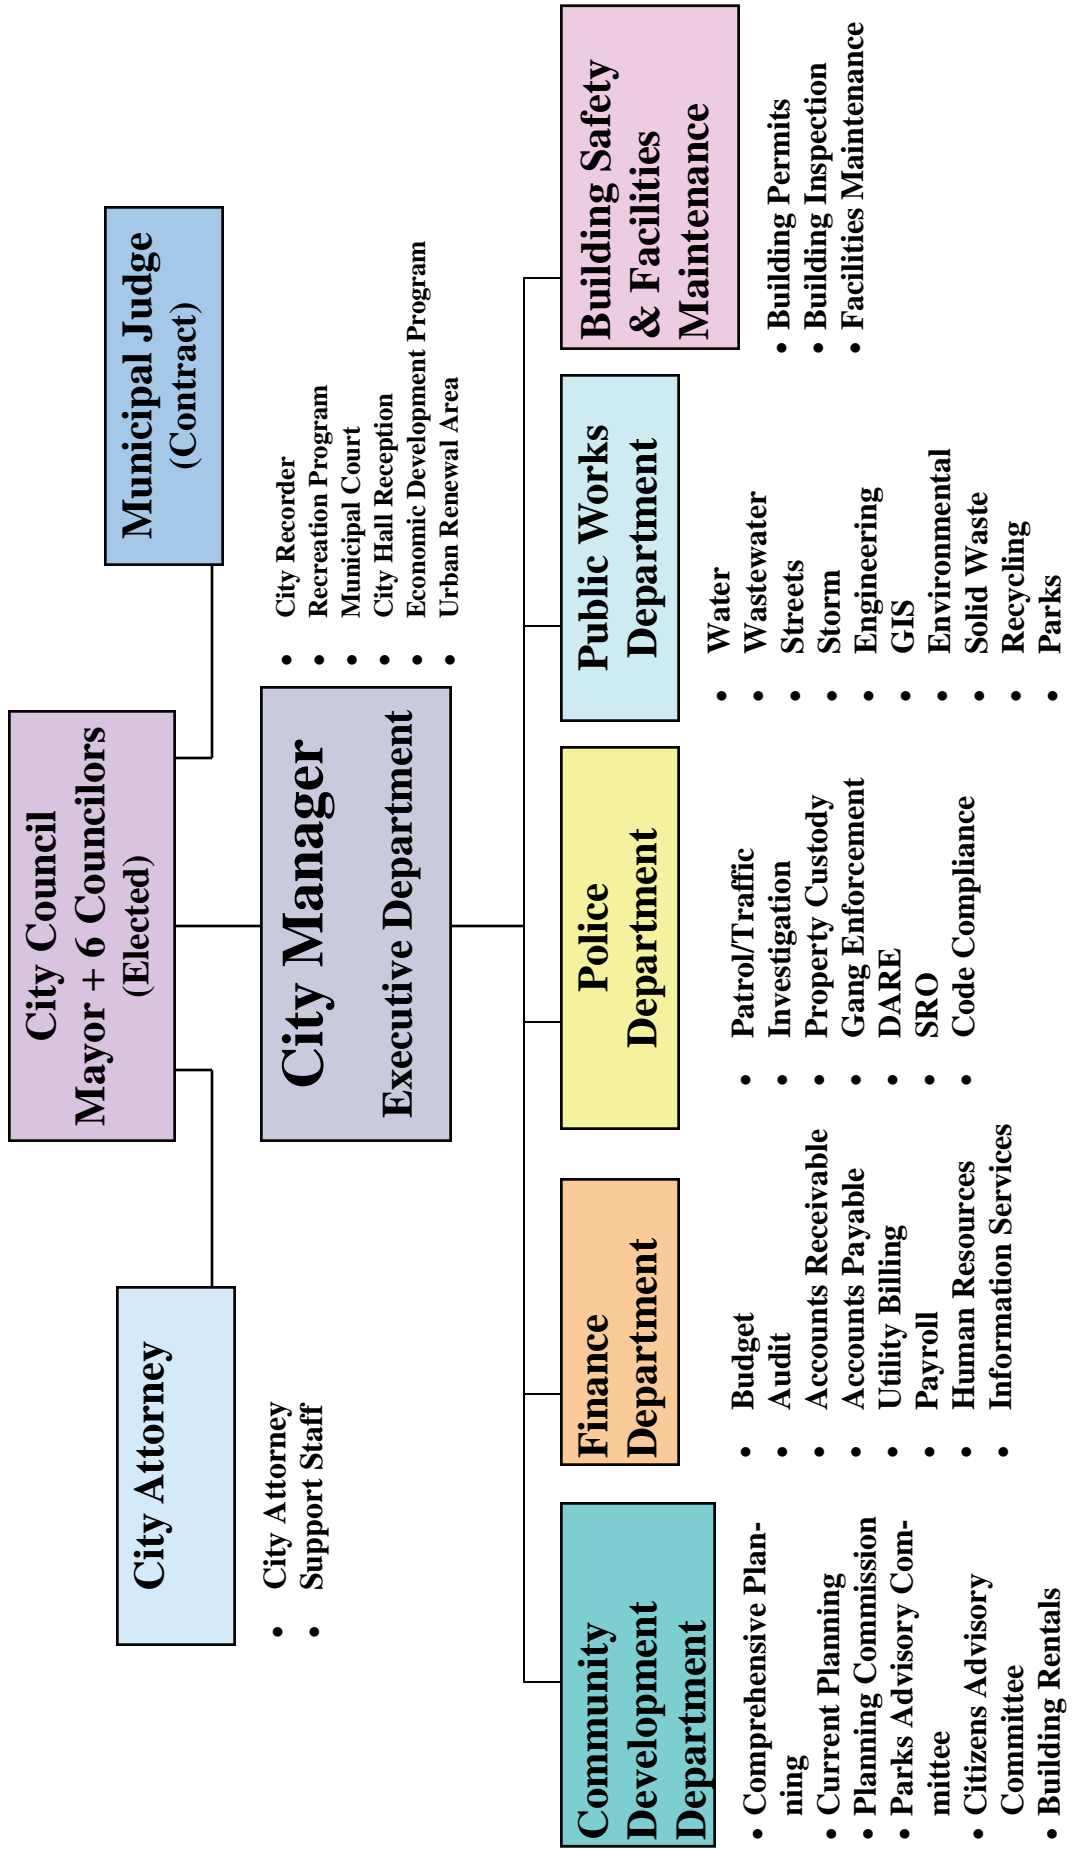 City Council
Mayor + 6 Councilors
(Elected)
City Attorney
• City Attorney
• Support Staff
Municipal Judge
(Contract)
City Manager
Executive Department
• City Recorder
• Recreation Program
• Municipal Court
• City Hall Reception
• Economic Development Program
• Urban Renewal Area
Community
Development
Department
• Comprehensive Plan-
ning
• Current Planning
• Planning Commission
• Parks Advisory Com-
mittee
• Citizens Advisory
Committee
• Building Rentals
Finance
Department
• Budget
• Audit
• Accounts Receivable
• Accounts Payable
• Utility Billing
• Payroll
• Human Resources
• Information Services
Police
Department
• Patrol/Traffic
• Investigation
• Property Custody
• Gang Enforcement
• DARE
• SRO
• Code Compliance
Public Works
Department
• Water
• Wastewater
• Streets
• Storm
• Engineering
• GIS
• Environmental
• Solid Waste
• Recycling
• Parks
Building Safety
& Facilities
Maintenance
• Building Permits
• Building Inspection
• Facilities Maintenance